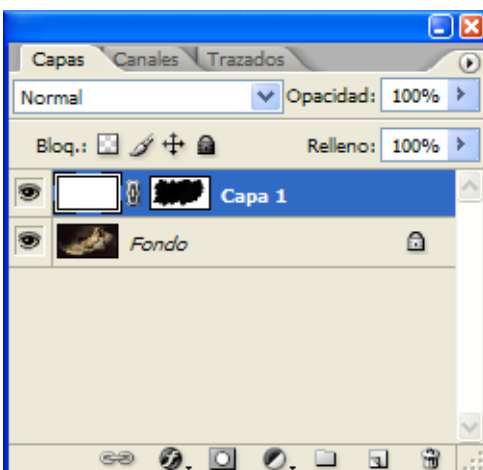 Capas Canales Trazados
Normal Opacidad: 100%
Bloq.: Relleno: 100%
Capa 1
Fondo